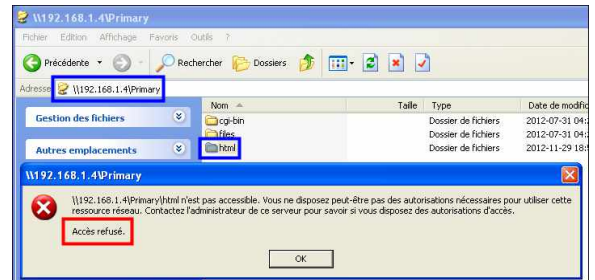 \\192.168.1.4\Primary
Fichier Edition Affichage Favoris Outils ?
Précédente Rechercher Dossiers
Adresse \\192.168.1.4\Primary
Nom Taille Type Date de modific
Gestion des fichiers
cgi-bin Dossier de fichiers 2012-07-31 04:
files Dossier de fichiers 2012-07-31 04:
Autres emplacements
html Dossier de fichiers 2012-11-29 18:
\\192.168.1.4\Primary
\\192.168.1.4\Primary\html n'est pas accessible. Vous ne disposez peut-être pas des autorisations nécessaires pour utiliser cette
ressource réseau. Contactez l'administrateur de ce serveur pour savoir si vous disposez des autorisations d'accès.
Accès refusé.
OK